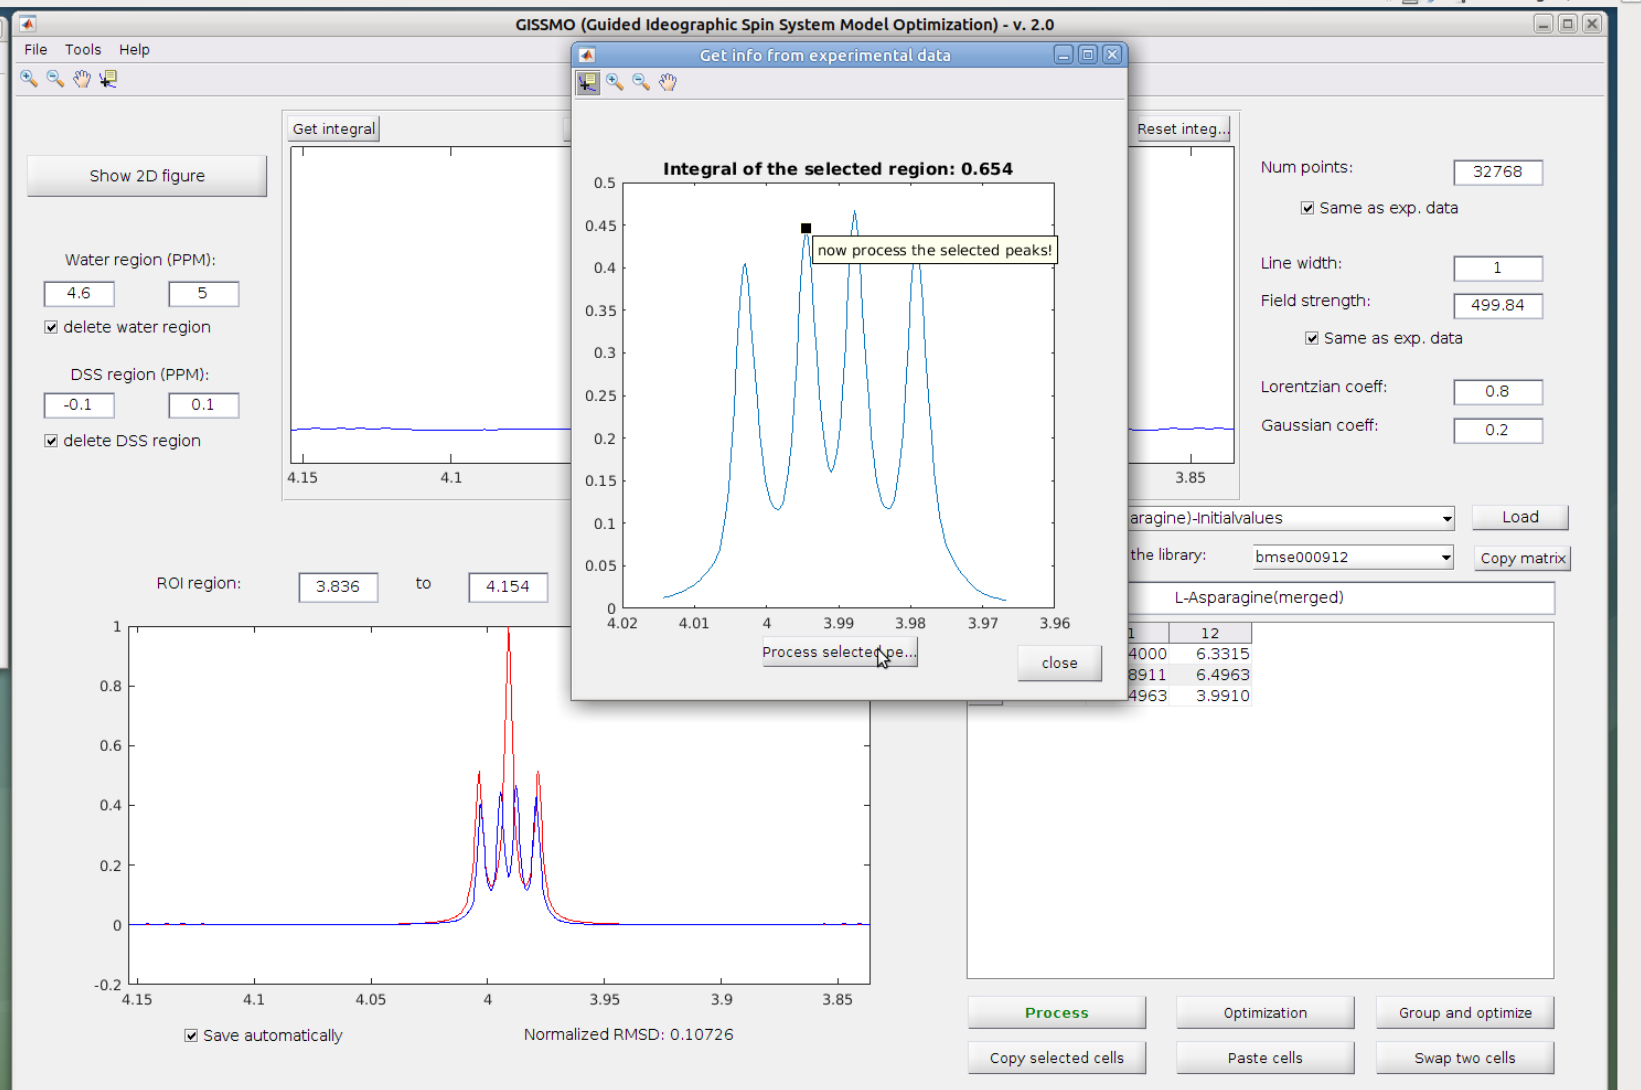 GISSMO (Guided Ideographic Spin System Model Optimization) - v. 2.0
File Tools Help
Get info from experimental data
Get integral
Reset integ...
Show 2D figure
Water region (PPM):
4.6 5
delete water region
DSS region (PPM):
-0.1 0.1
delete DSS region
4.15 4.1 3.85
Integral of the selected region: 0.654
0.5
0.45
0.4
0.35
0.3
0.25
0.2
0.15
0.1
0.05
0
now process the selected peaks!
4.02 4.01 4 3.99 3.98 3.97 3.96
Process selected pe...
close
Num points: 32768
Same as exp. data
Line width: 1
Field strength: 499.84
Same as exp. data
Lorentzian coeff: 0.8
Gaussian coeff: 0.2
aragine)-Initialvalues
Load
the library: bmse000912
Copy matrix
L-Asparagine(merged)
ROI region: 3.836 to 4.154
1 12
4000 6.3315
8911 6.4963
4963 3.9910
1
0.8
0.6
0.4
0.2
0
-0.2
4.15 4.1 4.05 4 3.95 3.9 3.85
Save automatically
Normalized RMSD: 0.10726
Process Optimization Group and optimize
Copy selected cells Paste cells Swap two cells